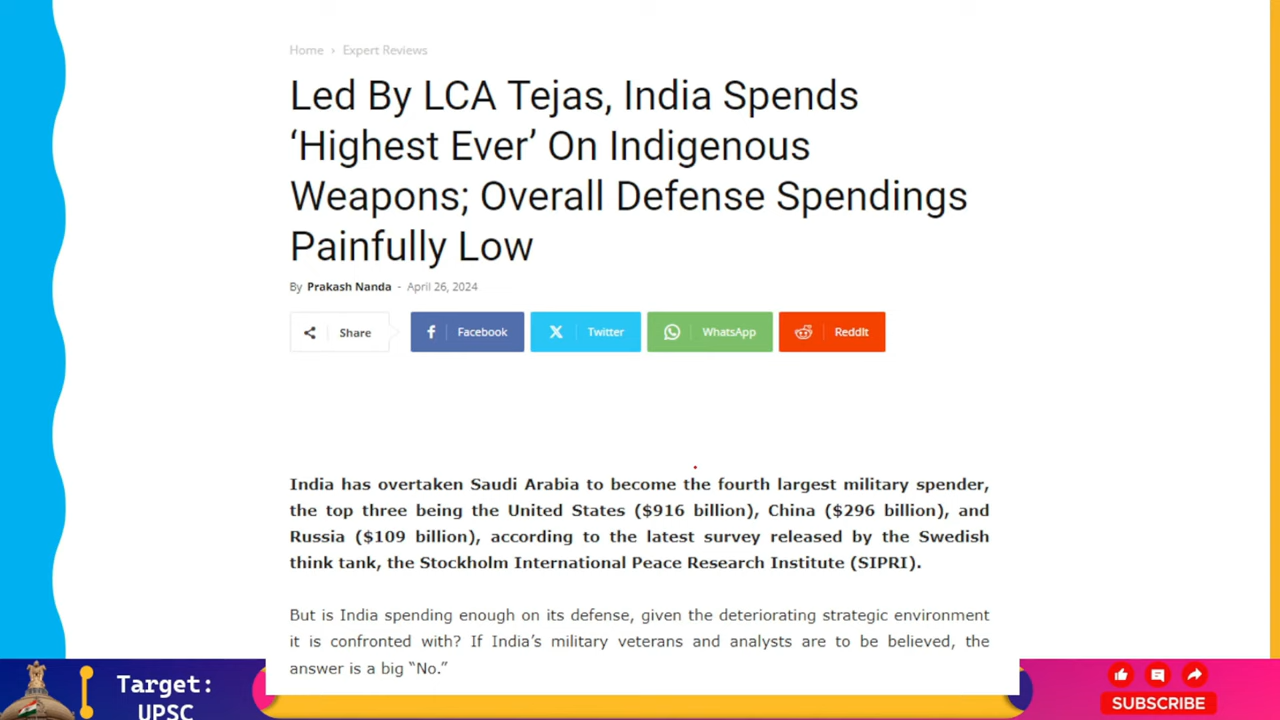 Home › Expert Reviews
Led By LCA Tejas, India Spends
‘Highest Ever’ On Indigenous
Weapons; Overall Defense Spendings
Painfully Low
By Prakash Nanda - April 26, 2024
Share Facebook Twitter WhatsApp ReddIt
India has overtaken Saudi Arabia to become the fourth largest military spender,
the top three being the United States ($916 billion), China ($296 billion), and
Russia ($109 billion), according to the latest survey released by the Swedish
think tank, the Stockholm International Peace Research Institute (SIPRI).
But is India spending enough on its defense, given the deteriorating strategic environment
it is confronted with? If India’s military veterans and analysts are to be believed, the
answer is a big “No.”
Target:
UPSC
SUBSCRIBE